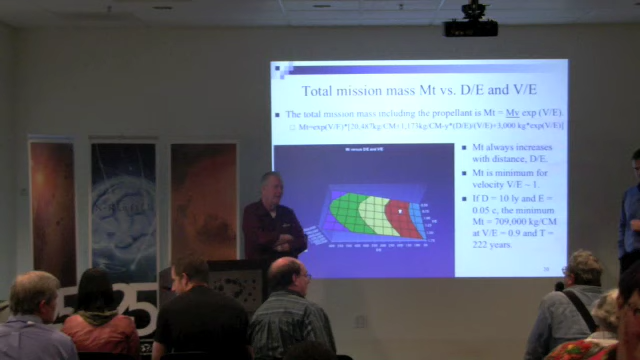 Total mission mass Mt vs. D/E and V/E
The total mission mass including the propellant is Mt = Mv exp (V/E).
Mt always increases
with distance, D/E.
Mt is minimum for
velocity V/E ~ 1.
If D = 10 ly and E =
0.05 c, the minimum
Mt = 709,000 kg/CM
at V/E = 0.9 and T =
222 years.
25